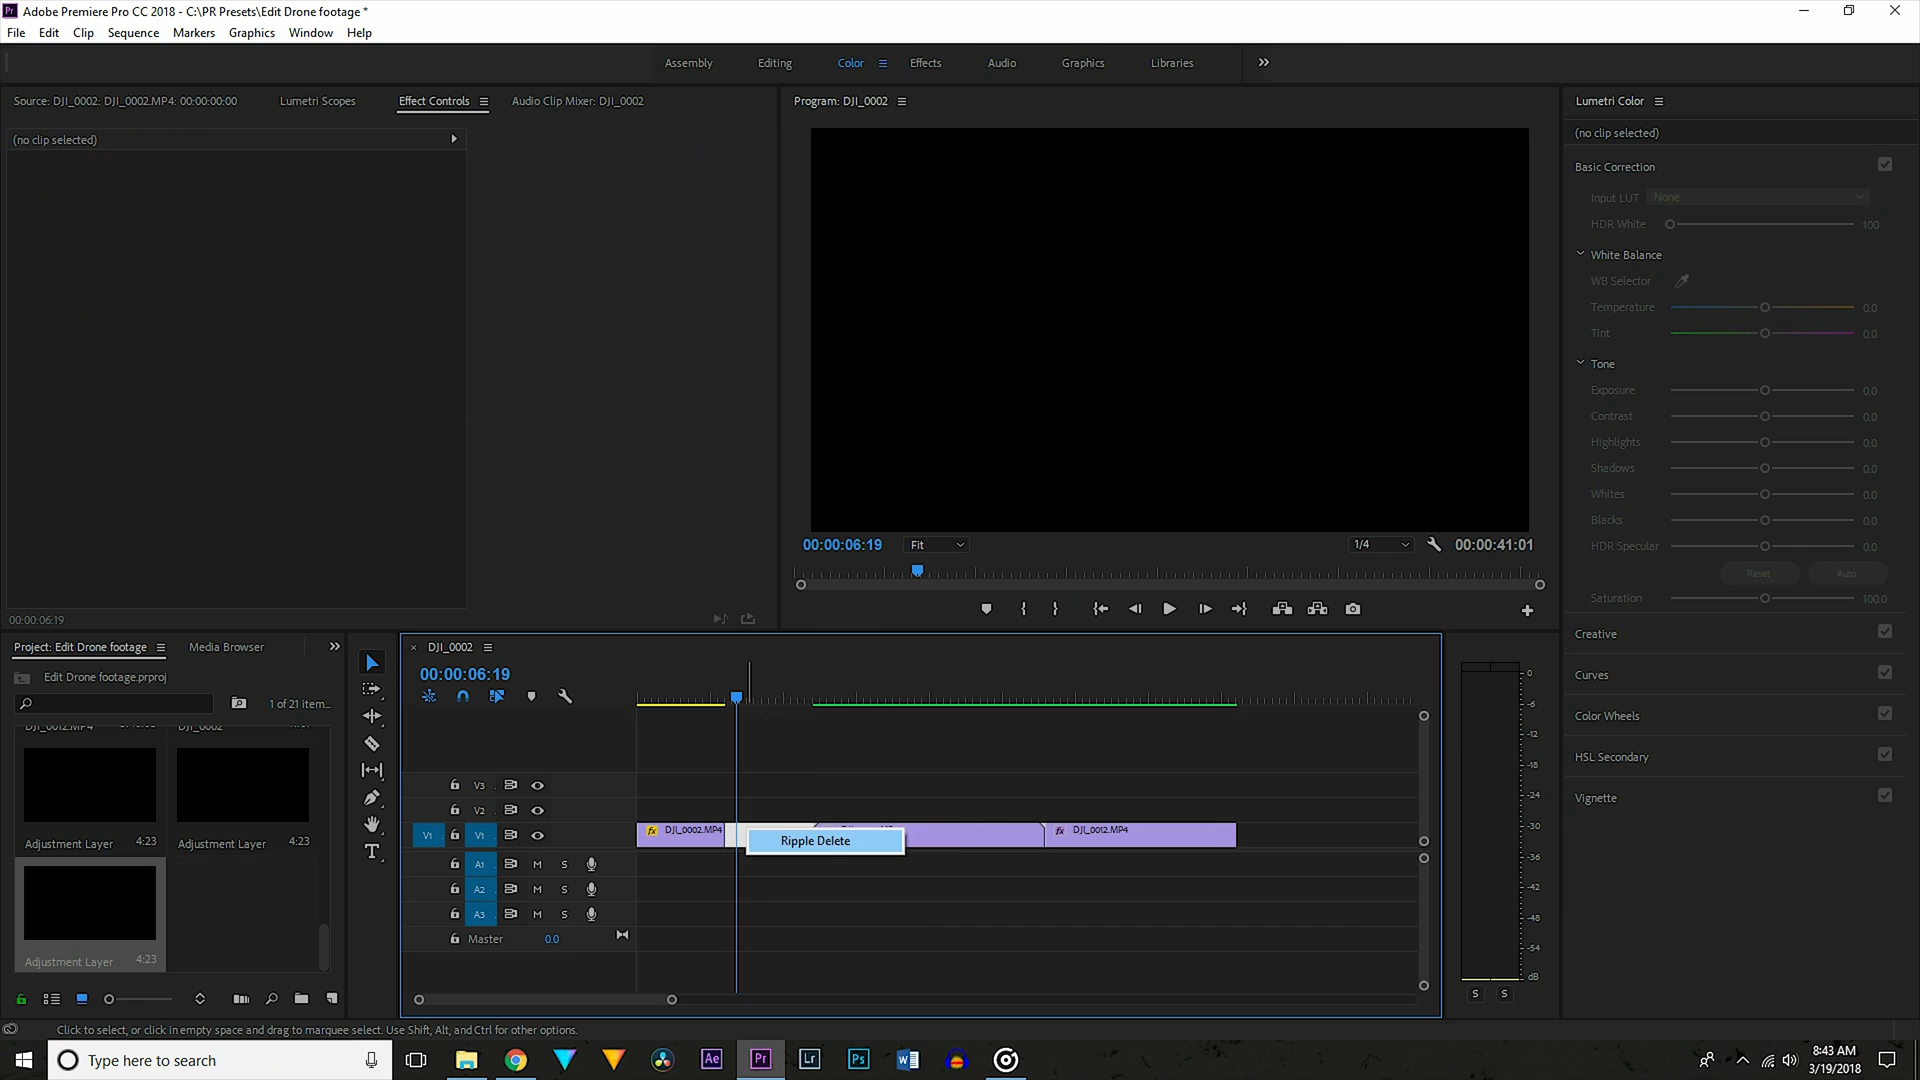 Adobe Premiere Pro CC 2018 - C:\PR Presets\Edit Drone footage *
File Edit Clip Sequence Markers Graphics Window Help
Assembly Editing Color Effects Audio Graphics Libraries
Source: DJI_0002: DJI_0002.MP4: 00:00:00:00 Lumetri Scopes Effect Controls Audio Clip Mixer: DJI_0002
(no clip selected)
00:00:06:19
Program: DJI_0002
00:00:06:19 Fit 1/4 00:00:41:01
Lumetri Color
(no clip selected)
Basic Correction
Input LUT None
HDR White 100
White Balance
WB Selector
Temperature 0.0
Tint 0.0
Tone
Exposure 0.0
Contrast 0.0
Highlights 0.0
Shadows 0.0
Whites 0.0
Blacks 0.0
HDR Specular 0.0
Reset Auto
Saturation 100.0
Creative
Curves
Color Wheels
HSL Secondary
Vignette
Project: Edit Drone footage Media Browser
Edit Drone footage.prproj
1 of 21 item...
DJI_0012.MP4 DJI_0002
Adjustment Layer 4:23 Adjustment Layer 4:23
Adjustment Layer 4:23
DJI_0002
00:00:06:19
V3
V2
V1 V1 DJI_0002.MP4 DJI_0012.MP4
Ripple Delete
A1 M S
A2 M S
A3 M S
Master 0.0
0
-6
-12
-18
-24
-30
-36
-42
-48
-54
dB
S S
Click to select, or click in empty space and drag to marquee select. Use Shift, Alt, and Ctrl for other options.
Type here to search
Ae Pr Lr Ps W
8:43 AM
3/19/2018